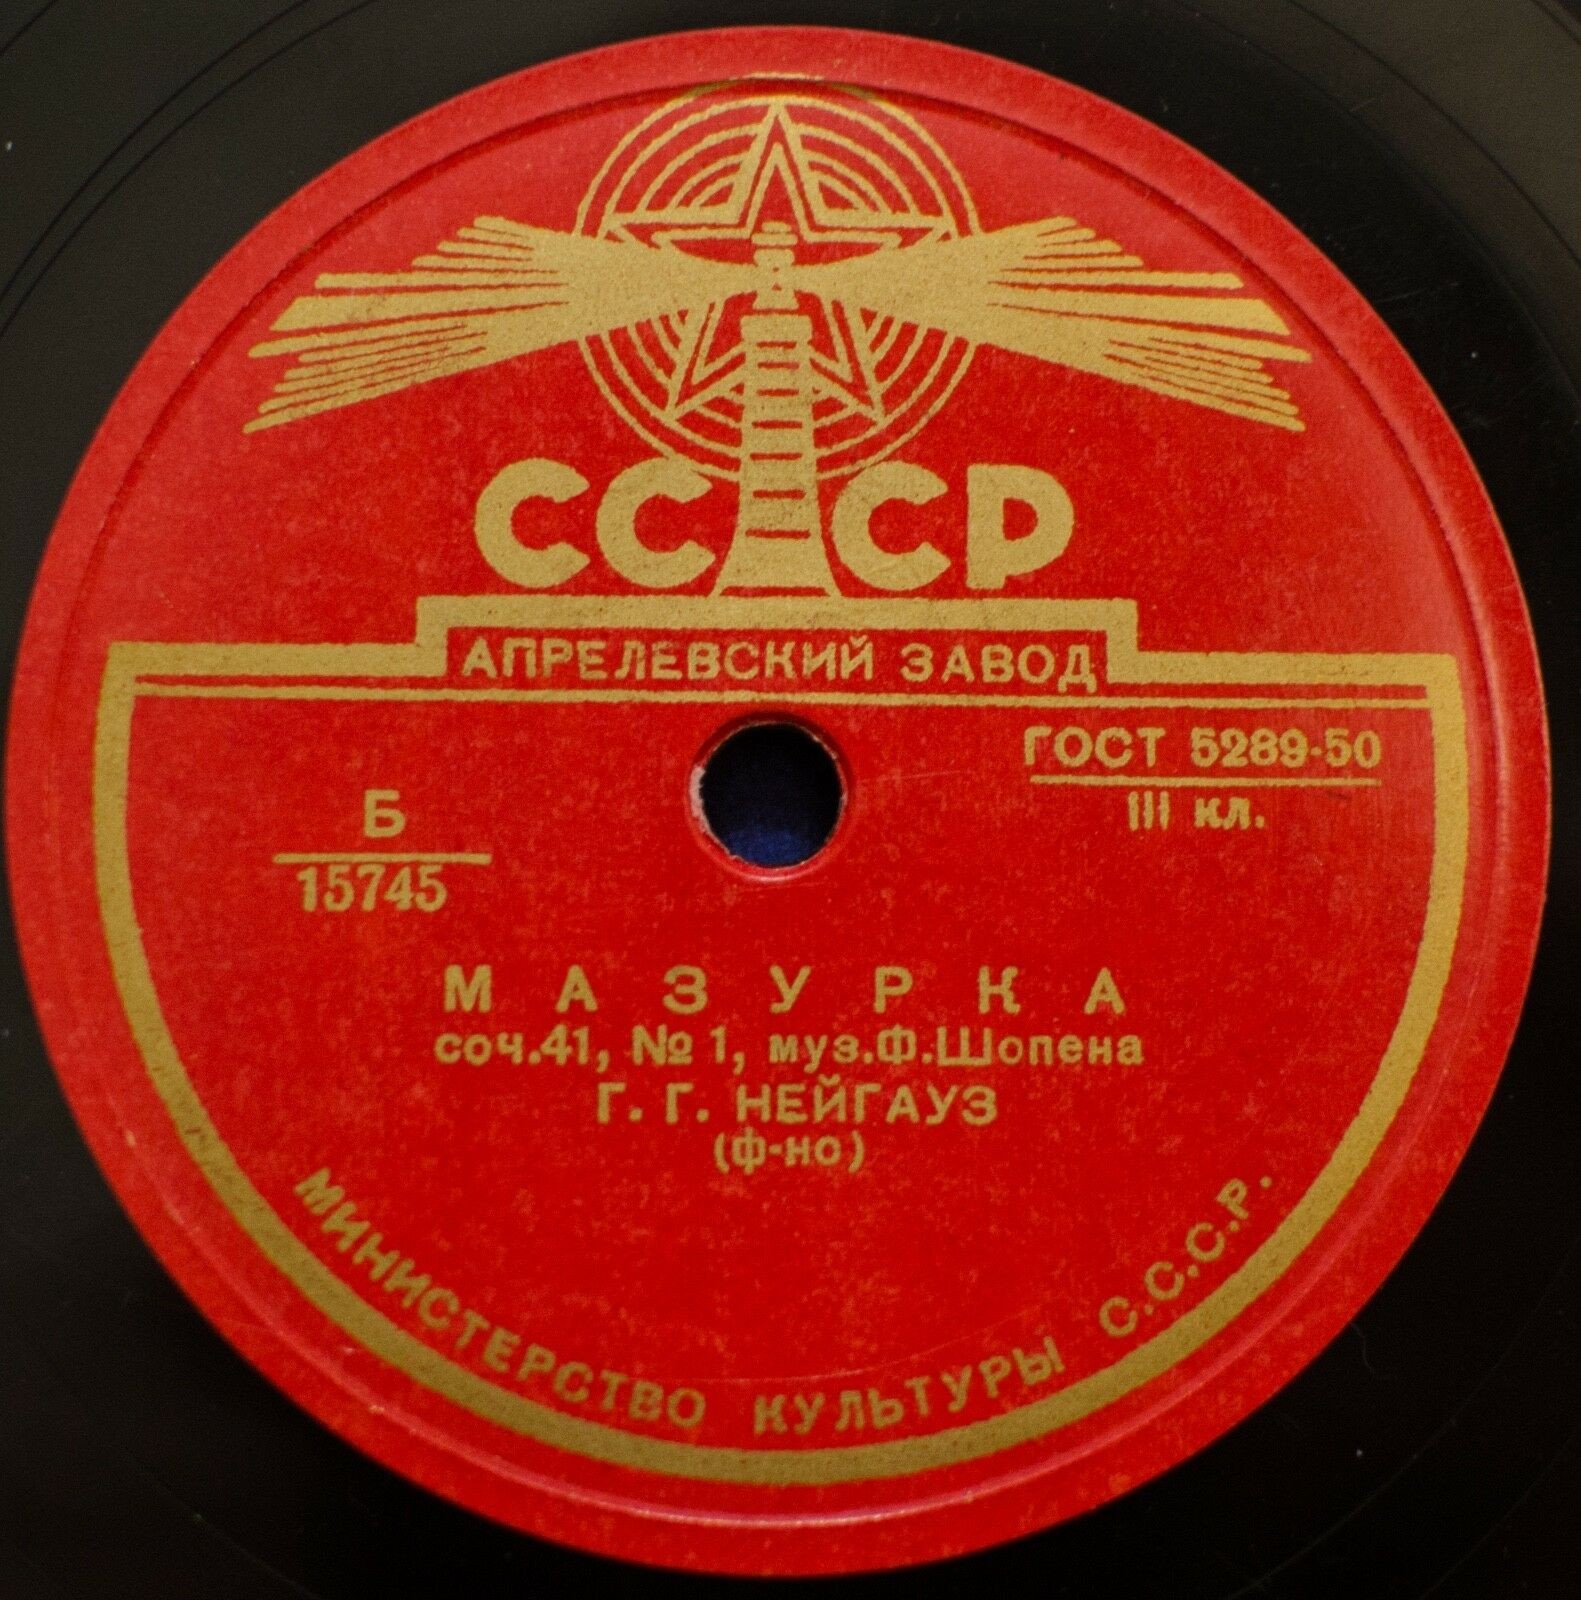 СССР
АПРЕЛЕВСКИЙ ЗАВОД
ГОСТ 5289-50
III кл.
Б
15745
МАЗУРКА
соч.41, № 1, муз.Ф.Шопена
Г. Г. НЕЙГАУЗ
(ф-но)
МИНИСТЕРСТВО КУЛЬТУРЫ С.С.С.Р.